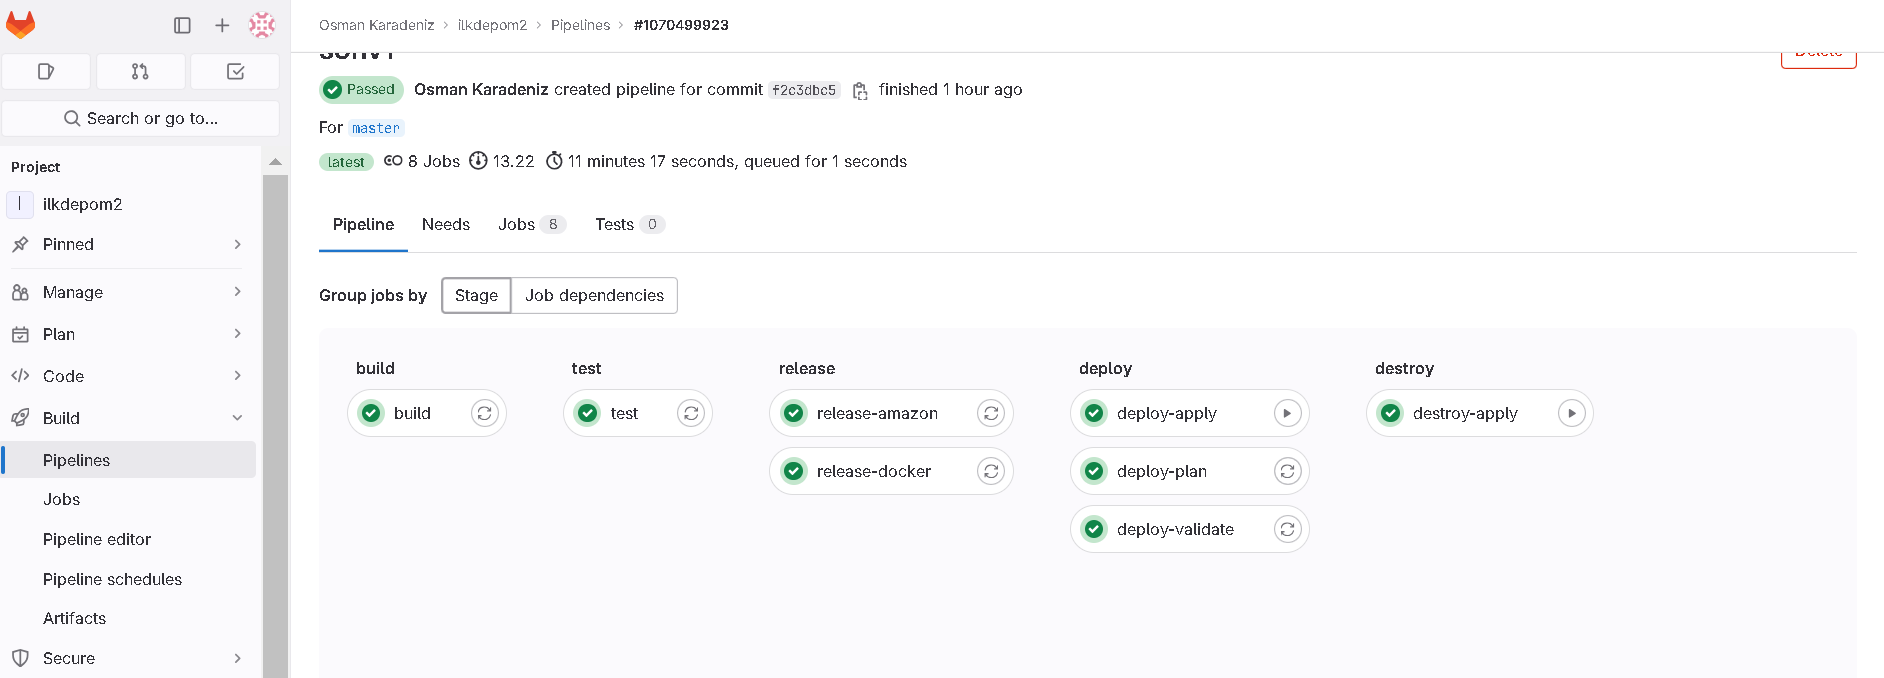 Osman Karadeniz › ilkdepom2 › Pipelines › #1070499923
Passed Osman Karadeniz created pipeline for commit f2c3dbc5 finished 1 hour ago
For master
latest 8 Jobs 13.22 11 minutes 17 seconds, queued for 1 seconds
Search or go to...
Project
ilkdepom2
Pinned
Manage
Plan
Code
Build
Pipelines
Jobs
Pipeline editor
Pipeline schedules
Artifacts
Secure
Pipeline Needs Jobs 8 Tests 0
Group jobs by Stage Job dependencies
build
build
test
test
release
release-amazon
release-docker
deploy
deploy-apply
deploy-plan
deploy-validate
destroy
destroy-apply